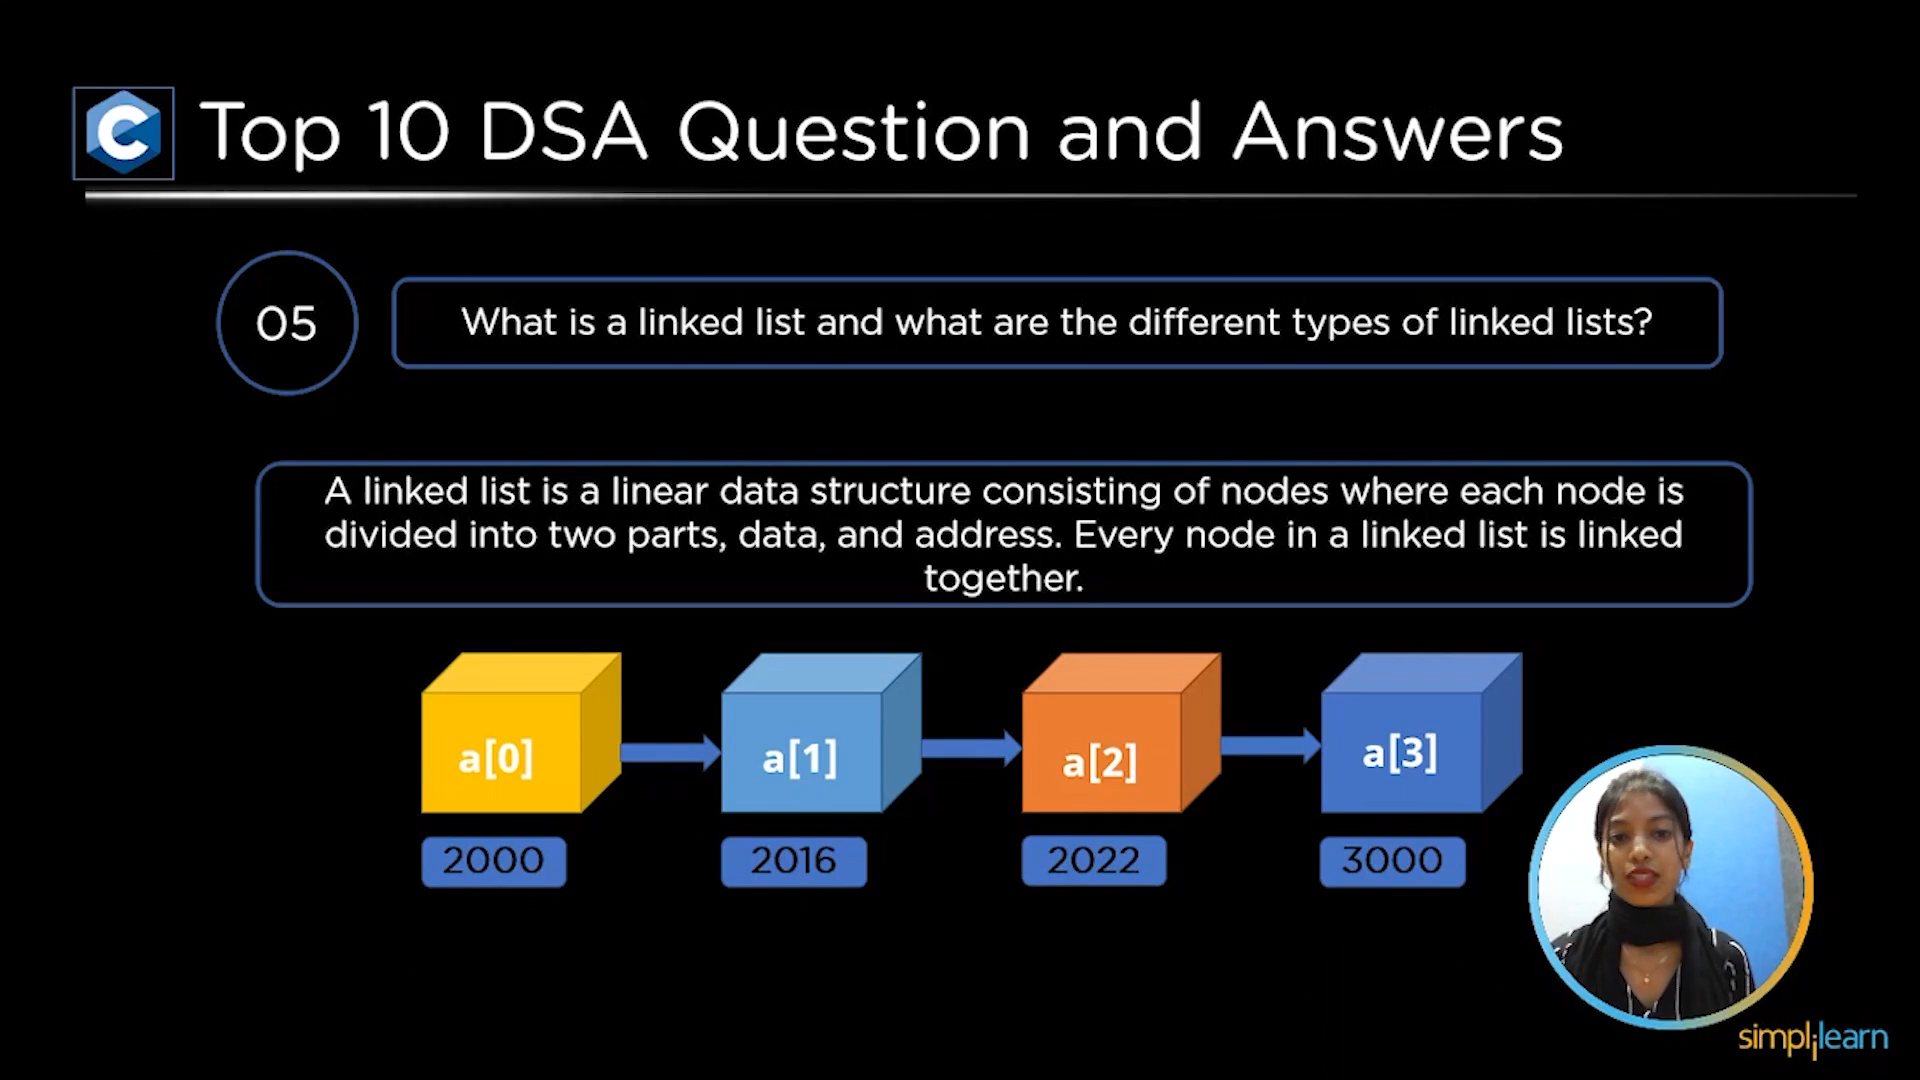 C
Top 10 DSA Question and Answers
05
What is a linked list and what are the different types of linked lists?
A linked list is a linear data structure consisting of nodes where each node is
divided into two parts, data, and address. Every node in a linked list is linked
together.
a[0]
a[1]
a[2]
a[3]
2000
2016
2022
3000
simplilearn